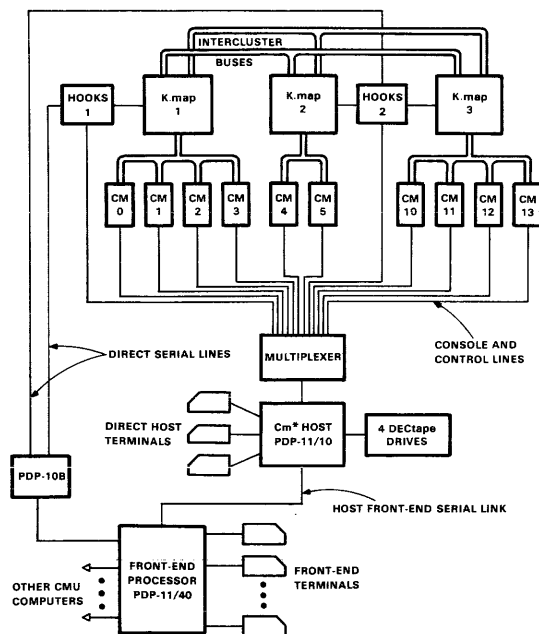 INTERCLUSTER
BUSES
HOOKS
1
K.map
1
K.map
2
HOOKS
2
K.map
3
CM
0
CM
1
CM
2
CM
3
CM
4
CM
5
CM
10
CM
11
CM
12
CM
13
CONSOLE AND
CONTROL LINES
DIRECT SERIAL LINES
MULTIPLEXER
DIRECT HOST
TERMINALS
Cm* HOST
PDP-11/10
4 DECtape
DRIVES
PDP-10B
HOST FRONT-END SERIAL LINK
OTHER CMU
COMPUTERS
FRONT-END
PROCESSOR
PDP-11/40
FRONT-END
TERMINALS